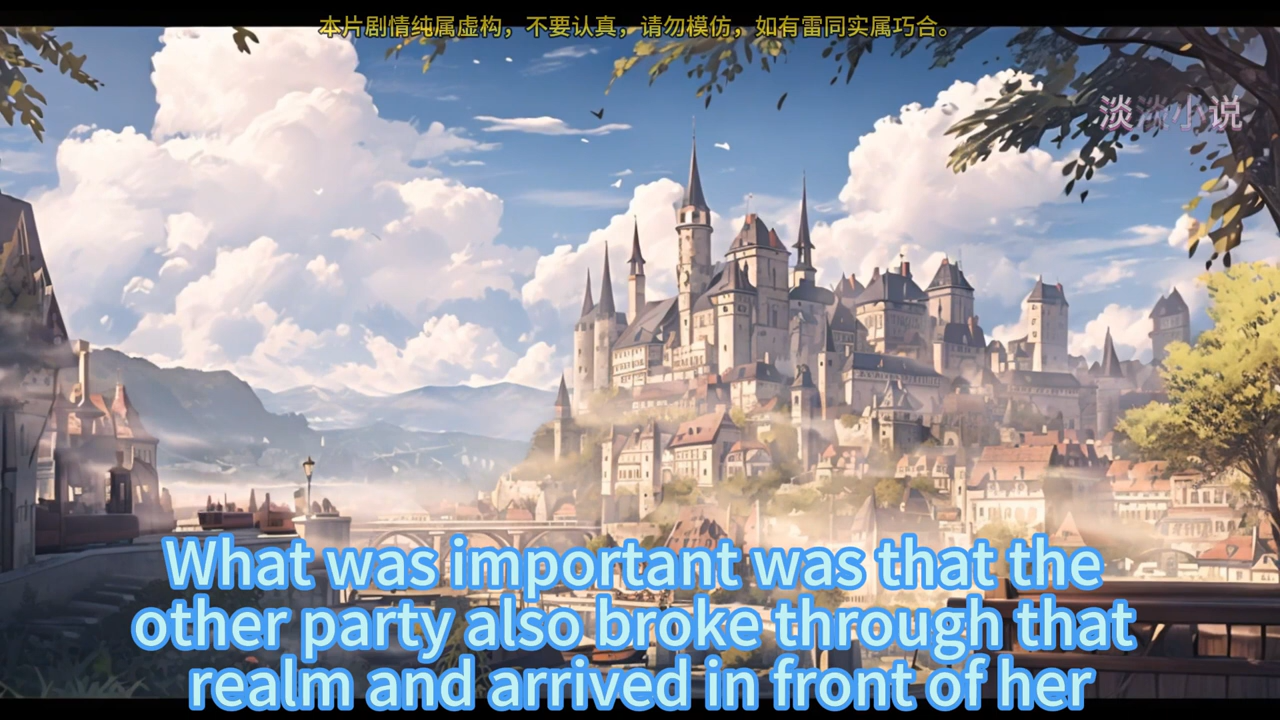 本片剧情纯属虚构，不要认真，请勿模仿，如有雷同实属巧合。
淡淡小说
What was important was that the
other party also broke through that
realm and arrived in front of her